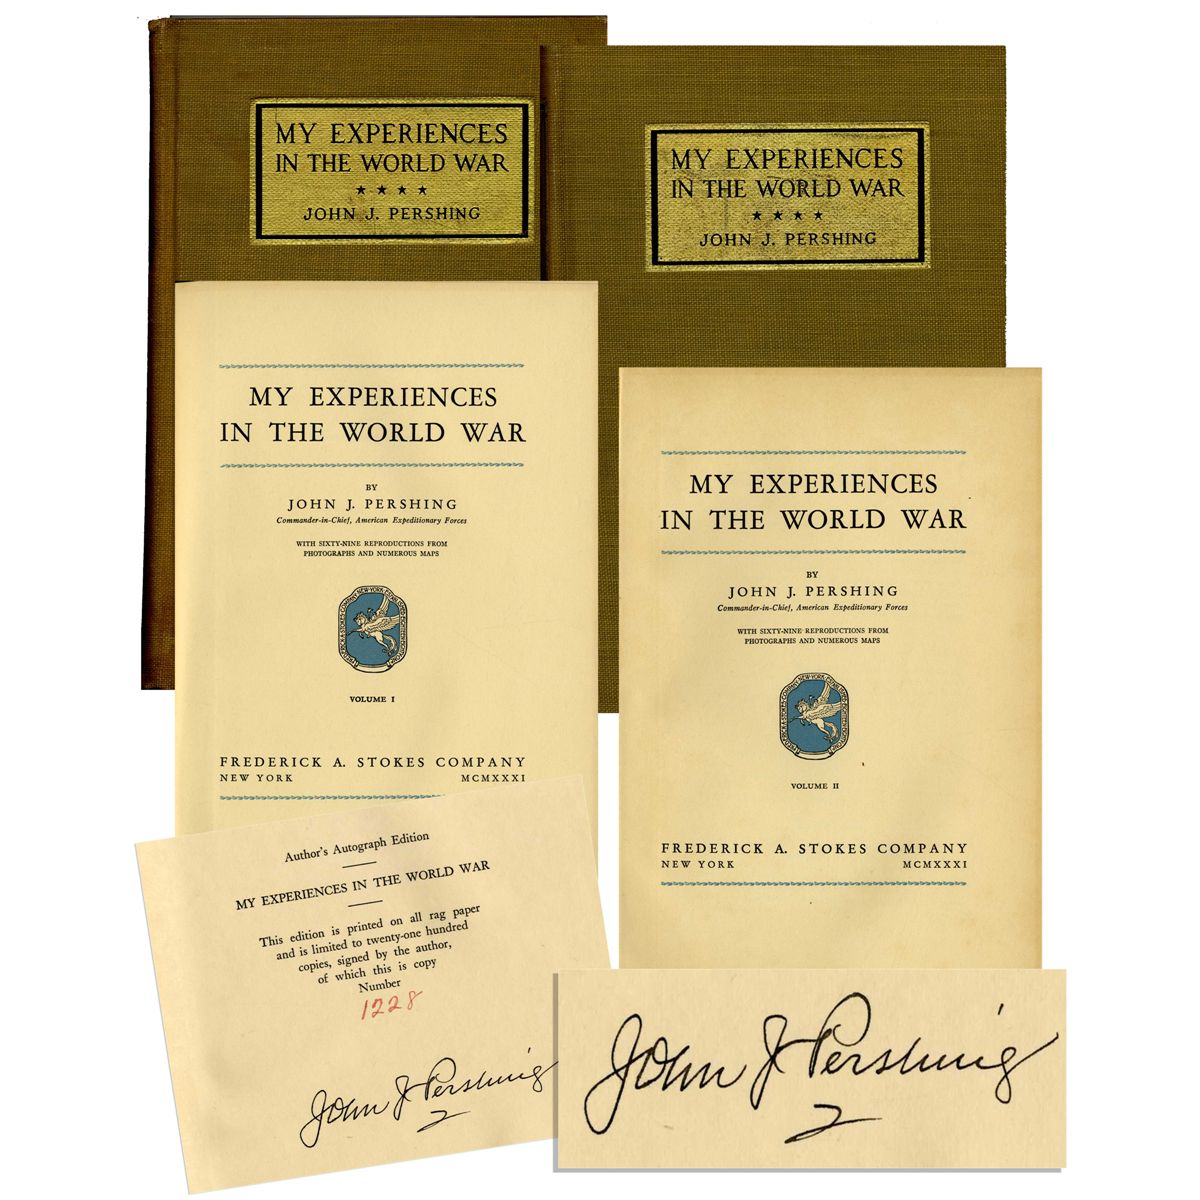 MY EXPERIENCES
IN THE WORLD WAR
★ ★ ★ ★
JOHN J. PERSHING
MY EXPERIENCES
IN THE WORLD WAR
★ ★ ★ ★
JOHN J. PERSHING
MY EXPERIENCES
IN THE WORLD WAR
BY
JOHN J. PERSHING
Commander-in-Chief, American Expeditionary Forces
WITH SIXTY-NINE REPRODUCTIONS FROM
PHOTOGRAPHS AND NUMEROUS MAPS
VOLUME I
FREDERICK A. STOKES COMPANY
NEW YORK MCMXXXI
MY EXPERIENCES
IN THE WORLD WAR
BY
JOHN J. PERSHING
Commander-in-Chief, American Expeditionary Forces
WITH SIXTY-NINE REPRODUCTIONS FROM
PHOTOGRAPHS AND NUMEROUS MAPS
VOLUME II
FREDERICK A. STOKES COMPANY
NEW YORK MCMXXXI
Author's Autograph Edition
MY EXPERIENCES IN THE WORLD WAR
This edition is printed on all rag paper
and is limited to twenty-one hundred
copies, signed by the author,
of which this is copy
Number
1228
John J. Pershing
John J. Pershing